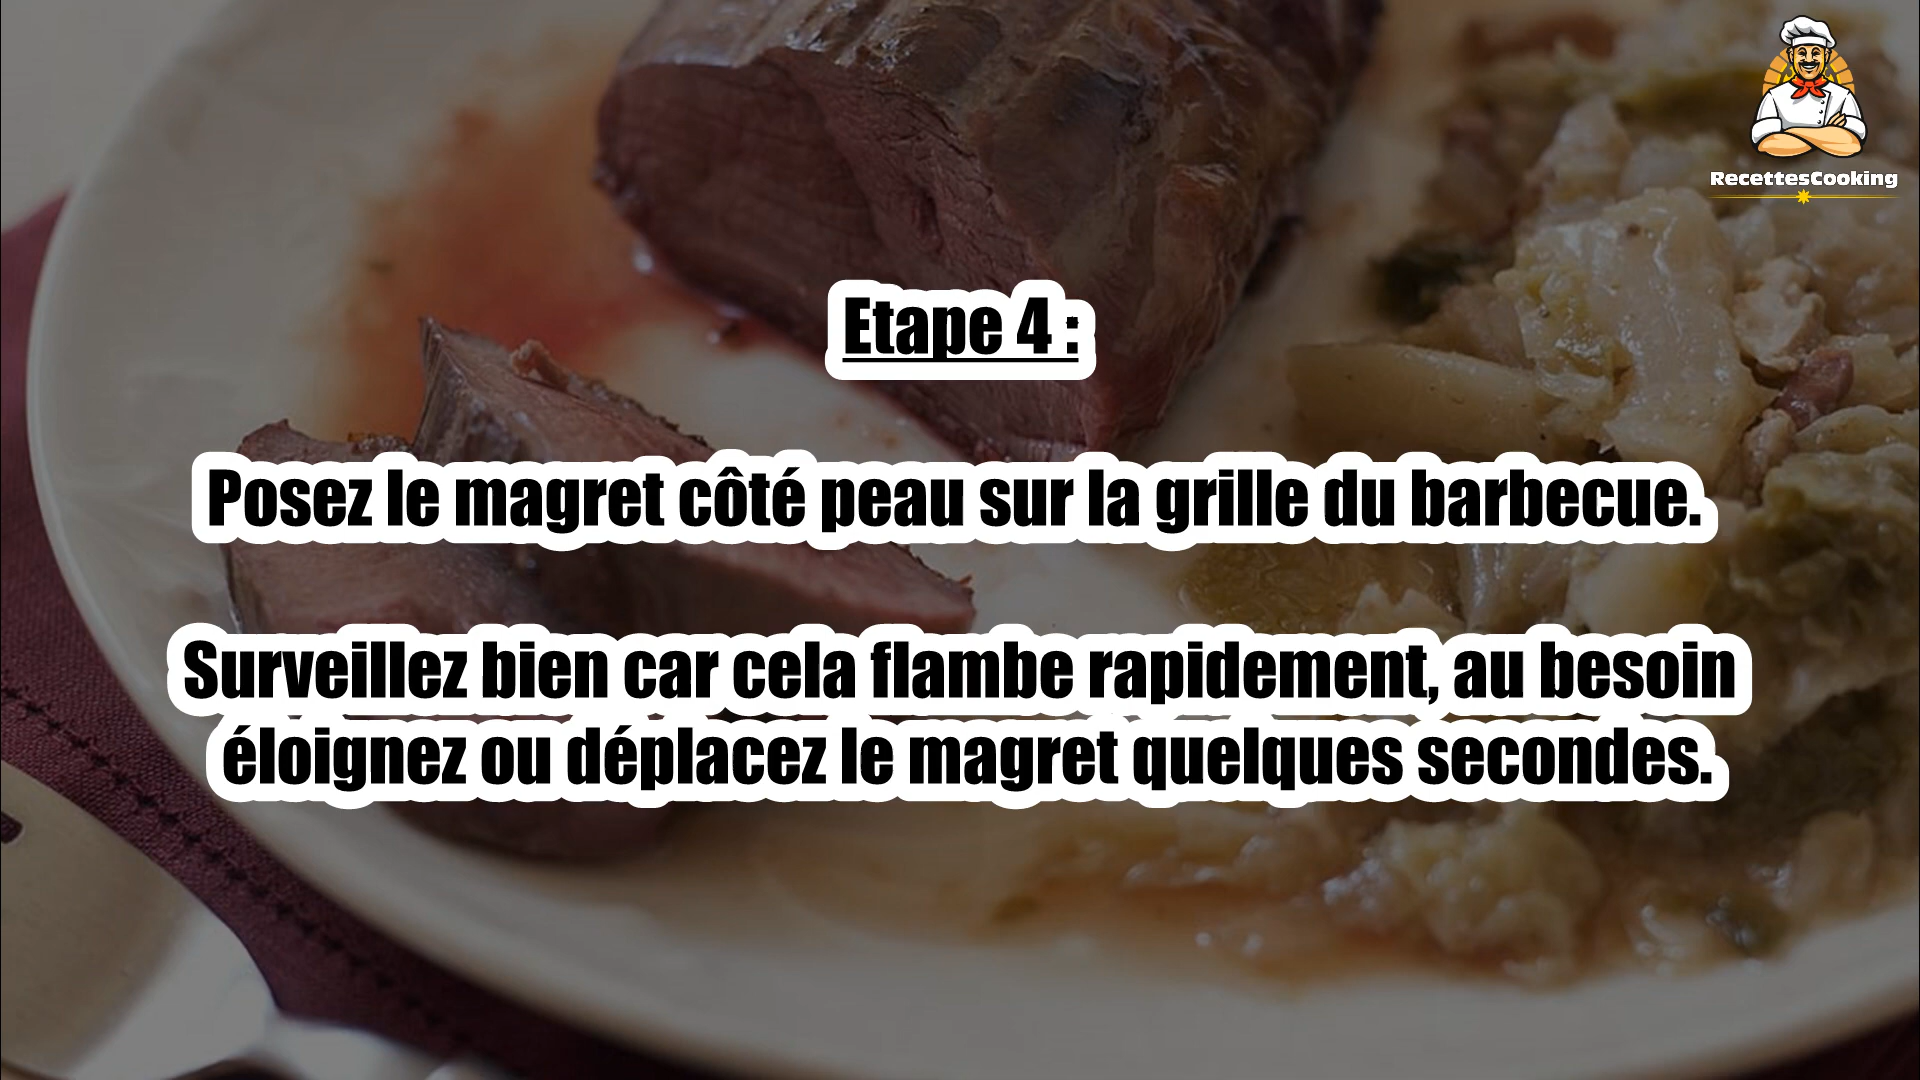 RecettesCooking
Etape 4 :
Posez le magret côté peau sur la grille du barbecue.
Surveillez bien car cela flambe rapidement, au besoin
éloignez ou déplacez le magret quelques secondes.